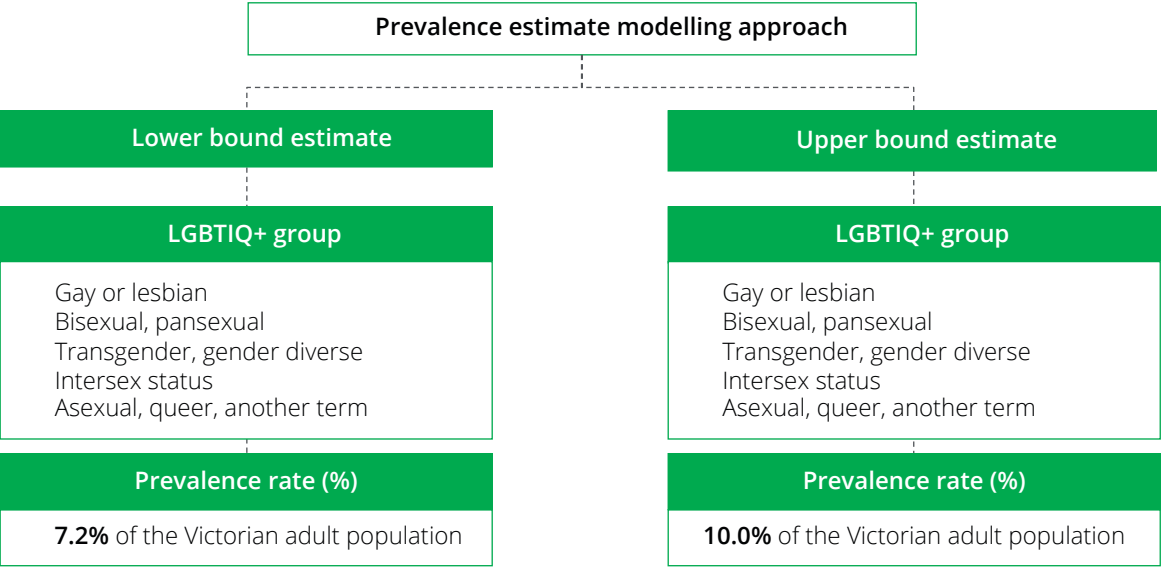 Prevalence estimate modelling approach
Lower bound estimate
LGBTIQ+ group
Gay or lesbian
Bisexual, pansexual
Transgender, gender diverse
Intersex status
Asexual, queer, another term
Prevalence rate (%)
7.2% of the Victorian adult population
Upper bound estimate
LGBTIQ+ group
Gay or lesbian
Bisexual, pansexual
Transgender, gender diverse
Intersex status
Asexual, queer, another term
Prevalence rate (%)
10.0% of the Victorian adult population